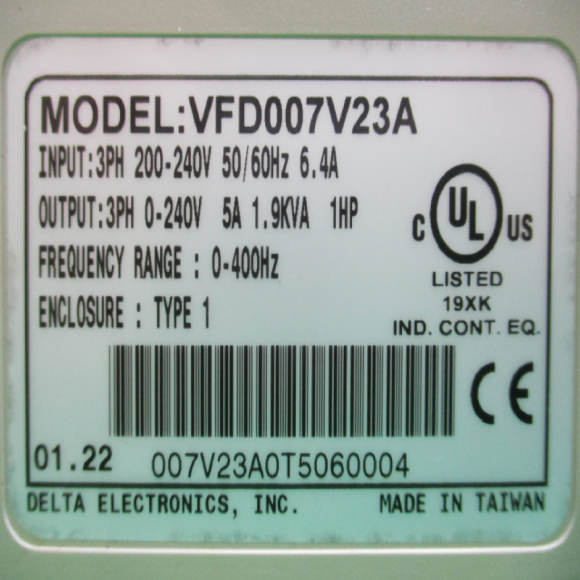 MODEL:VFD007V23A
INPUT:3PH 200-240V 50/60Hz 6.4A
OUTPUT:3PH 0-240V 5A 1.9KVA 1HP
FREQUENCY RANGE : 0-400Hz
ENCLOSURE : TYPE 1
C UL US
LISTED
19XK
IND. CONT. EQ.
CE
01.22 007V23A0T5060004
DELTA ELECTRONICS, INC. MADE IN TAIWAN